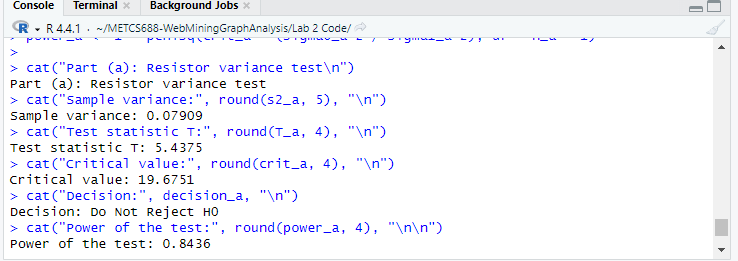 Console Terminal × Background Jobs ×
R 4.4.1 · ~/METCS688-WebMiningGraphAnalysis/Lab 2 Code/
>
> cat("Part (a): Resistor variance test\n")
Part (a): Resistor variance test
> cat("Sample variance:", round(s2_a, 5), "\n")
Sample variance: 0.07909
> cat("Test statistic T:", round(T_a, 4), "\n")
Test statistic T: 5.4375
> cat("Critical value:", round(crit_a, 4), "\n")
Critical value: 19.6751
> cat("Decision:", decision_a, "\n")
Decision: Do Not Reject H0
> cat("Power of the test:", round(power_a, 4), "\n\n")
Power of the test: 0.8436